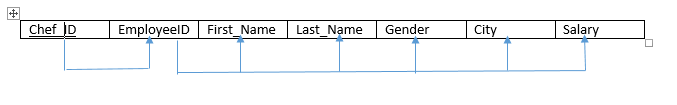 Chef_ID EmployeeID First_Name Last_Name Gender City Salary